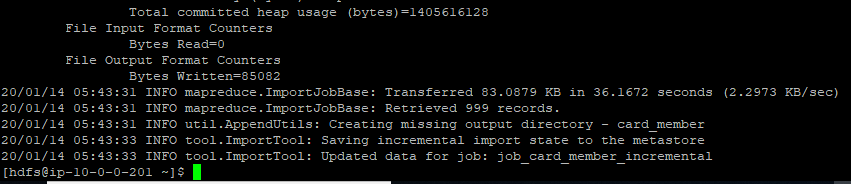 Total committed heap usage (bytes)=1405616128
File Input Format Counters
Bytes Read=0
File Output Format Counters
Bytes Written=85082
20/01/14 05:43:31 INFO mapreduce.ImportJobBase: Transferred 83.0879 KB in 36.1672 seconds (2.2973 KB/sec)
20/01/14 05:43:31 INFO mapreduce.ImportJobBase: Retrieved 999 records.
20/01/14 05:43:31 INFO util.AppendUtils: Creating missing output directory - card_member
20/01/14 05:43:33 INFO tool.ImportTool: Saving incremental import state to the metastore
20/01/14 05:43:33 INFO tool.ImportTool: Updated data for job: job_card_member_incremental
[hdfs@ip-10-0-0-201 ~]$